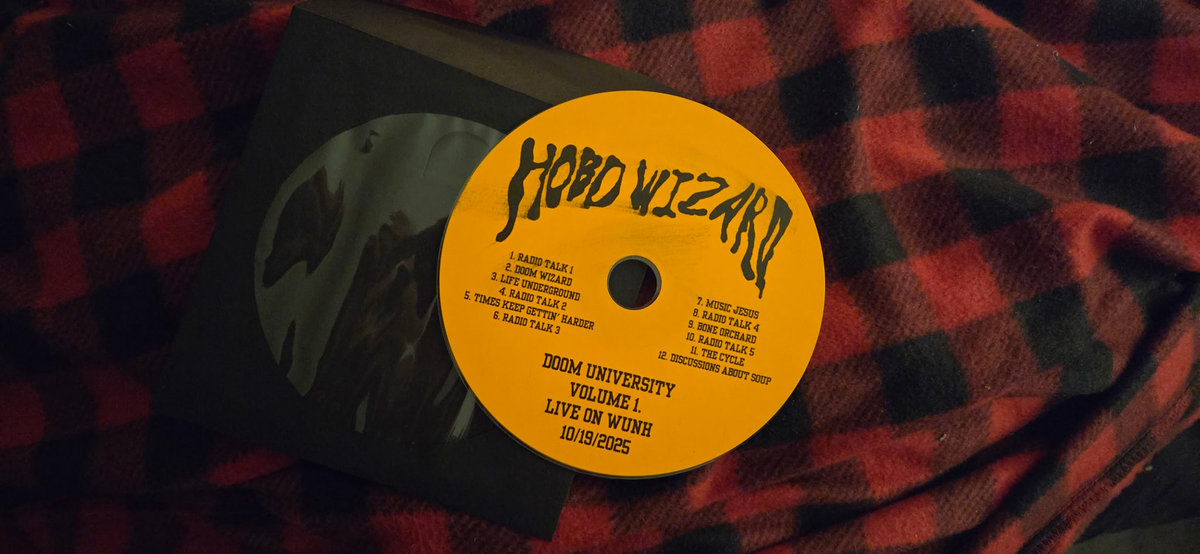 HOBO WIZARD
1. RADIO TALK 1
2. DOOM WIZARD
3. LIFE UNDERGROUND
4. RADIO TALK 2
5. TIMES KEEP GETTIN' HARDER
6. RADIO TALK 3
7. MUSIC JESUS
8. RADIO TALK 4
9. BONE ORCHARD
10. RADIO TALK 5
11. THE CYCLE
12. DISCUSSIONS ABOUT SOUP
DOOM UNIVERSITY
VOLUME 1.
LIVE ON WUNH
10/19/2025